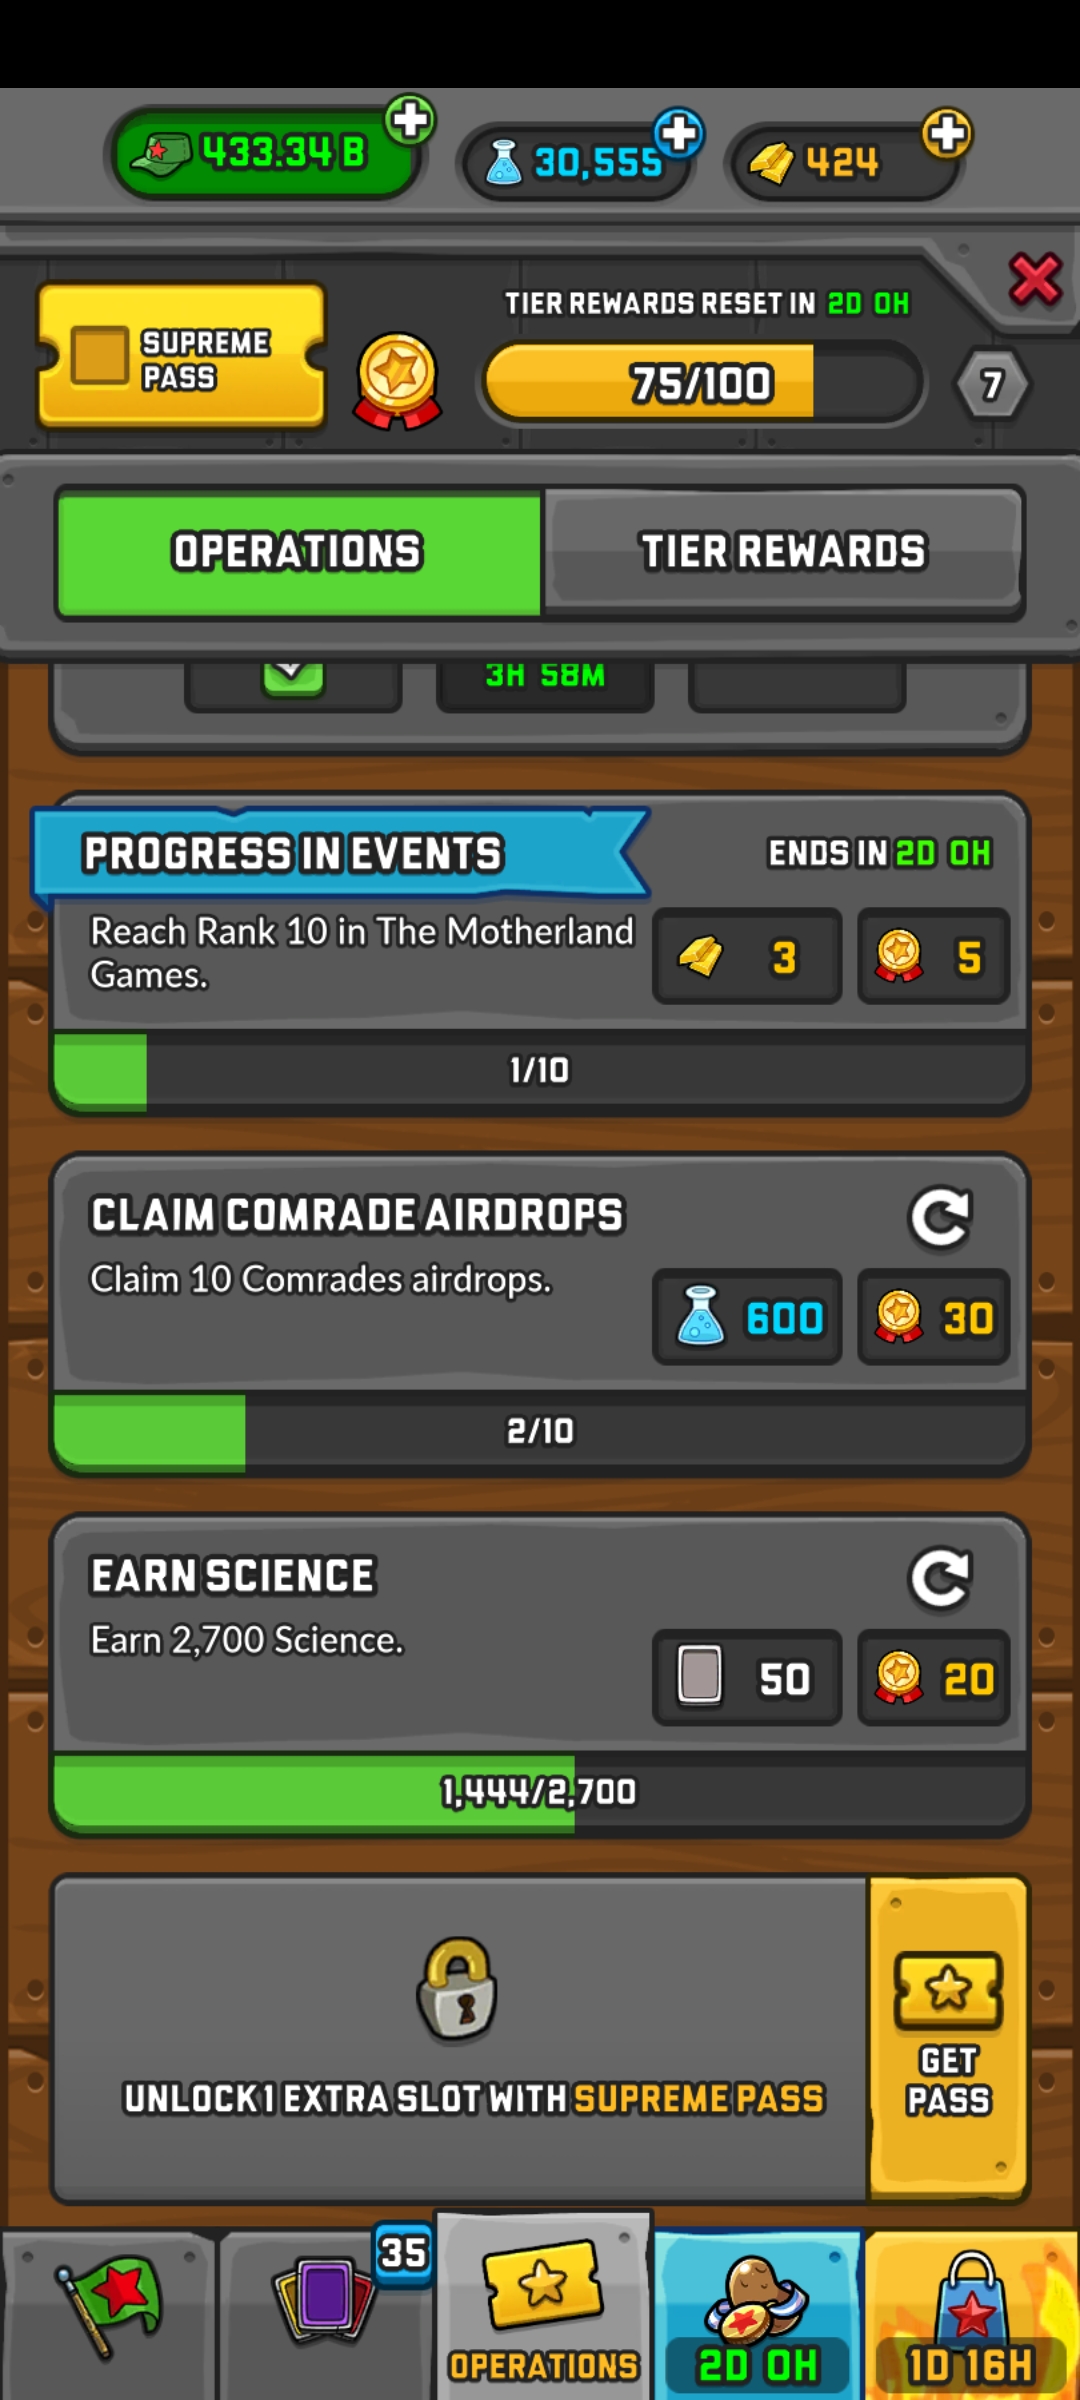 433.34 B
30,555
424
SUPREME
PASS
TIER REWARDS RESET IN 2D 0H
75/100
7
OPERATIONS
TIER REWARDS
3H 58M
PROGRESS IN EVENTS
ENDS IN 2D 0H
Reach Rank 10 in The Motherland
Games.
3
5
1/10
CLAIM COMRADE AIRDROPS
Claim 10 Comrades airdrops.
600
30
2/10
EARN SCIENCE
Earn 2,700 Science.
50
20
1,444/2,700
UNLOCK 1 EXTRA SLOT WITH SUPREME PASS
GET
PASS
35
OPERATIONS
2D 0H
1D 16H